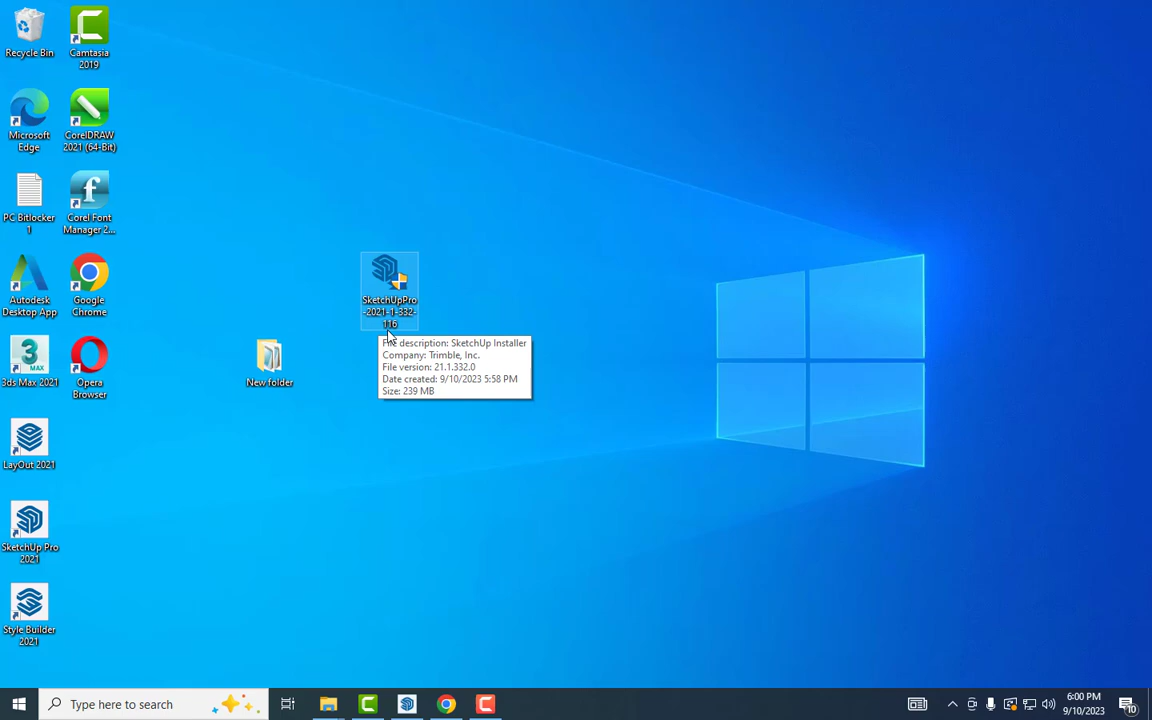 Recycle Bin
Camtasia
2019
Microsoft
Edge
CorelDRAW
2021 (64-Bit)
PC Bitlocker
1
Corel Font
Manager 2...
Autodesk
Desktop App
Google
Chrome
3ds Max 2021
Opera
Browser
LayOut 2021
SketchUp Pro
2021
Style Builder
2021
New folder
SketchUpPro
-2021-1-332-
116
File description: SketchUp Installer
Company: Trimble, Inc.
File version: 21.1.332.0
Date created: 9/10/2023 5:58 PM
Size: 239 MB
Type here to search
6:00 PM
9/10/2023
10